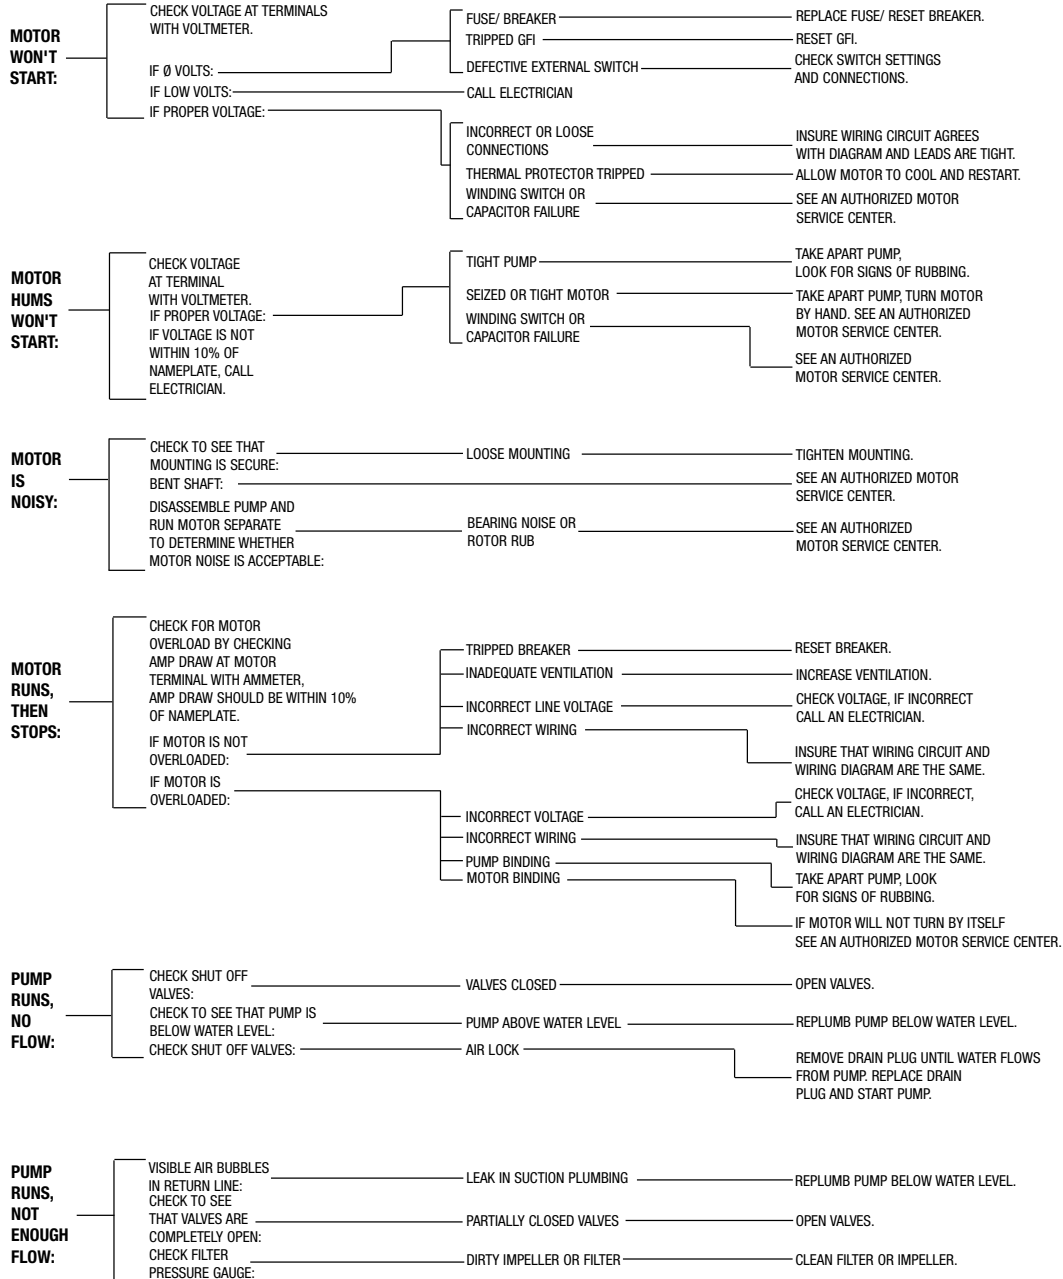 MOTOR
WON'T
START:
CHECK VOLTAGE AT TERMINALS
WITH VOLTMETER.
IF Ø VOLTS:
FUSE/ BREAKER
REPLACE FUSE/ RESET BREAKER.
TRIPPED GFI
RESET GFI.
DEFECTIVE EXTERNAL SWITCH
CHECK SWITCH SETTINGS
AND CONNECTIONS.
IF LOW VOLTS:
CALL ELECTRICIAN
IF PROPER VOLTAGE:
INCORRECT OR LOOSE
CONNECTIONS
INSURE WIRING CIRCUIT AGREES
WITH DIAGRAM AND LEADS ARE TIGHT.
THERMAL PROTECTOR TRIPPED
ALLOW MOTOR TO COOL AND RESTART.
WINDING SWITCH OR
CAPACITOR FAILURE
SEE AN AUTHORIZED MOTOR
SERVICE CENTER.
MOTOR
HUMS
WON'T
START:
CHECK VOLTAGE
AT TERMINAL
WITH VOLTMETER.
IF PROPER VOLTAGE:
IF VOLTAGE IS NOT
WITHIN 10% OF
NAMEPLATE, CALL
ELECTRICIAN.
TIGHT PUMP
TAKE APART PUMP,
LOOK FOR SIGNS OF RUBBING.
SEIZED OR TIGHT MOTOR
TAKE APART PUMP, TURN MOTOR
BY HAND. SEE AN AUTHORIZED
MOTOR SERVICE CENTER.
WINDING SWITCH OR
CAPACITOR FAILURE
SEE AN AUTHORIZED
MOTOR SERVICE CENTER.
MOTOR
IS
NOISY:
CHECK TO SEE THAT
MOUNTING IS SECURE:
LOOSE MOUNTING
TIGHTEN MOUNTING.
BENT SHAFT:
SEE AN AUTHORIZED MOTOR
SERVICE CENTER.
DISASSEMBLE PUMP AND
RUN MOTOR SEPARATE
TO DETERMINE WHETHER
MOTOR NOISE IS ACCEPTABLE:
BEARING NOISE OR
ROTOR RUB
SEE AN AUTHORIZED
MOTOR SERVICE CENTER.
MOTOR
RUNS,
THEN
STOPS:
CHECK FOR MOTOR
OVERLOAD BY CHECKING
AMP DRAW AT MOTOR
TERMINAL WITH AMMETER,
AMP DRAW SHOULD BE WITHIN 10%
OF NAMEPLATE.
IF MOTOR IS NOT
OVERLOADED:
TRIPPED BREAKER
RESET BREAKER.
INADEQUATE VENTILATION
INCREASE VENTILATION.
INCORRECT LINE VOLTAGE
CHECK VOLTAGE, IF INCORRECT
CALL AN ELECTRICIAN.
INCORRECT WIRING
INSURE THAT WIRING CIRCUIT AND
WIRING DIAGRAM ARE THE SAME.
IF MOTOR IS
OVERLOADED:
INCORRECT VOLTAGE
CHECK VOLTAGE, IF INCORRECT,
CALL AN ELECTRICIAN.
INCORRECT WIRING
INSURE THAT WIRING CIRCUIT AND
WIRING DIAGRAM ARE THE SAME.
PUMP BINDING
TAKE APART PUMP, LOOK
FOR SIGNS OF RUBBING.
MOTOR BINDING
IF MOTOR WILL NOT TURN BY ITSELF
SEE AN AUTHORIZED MOTOR SERVICE CENTER.
PUMP
RUNS,
NO
FLOW:
CHECK SHUT OFF
VALVES:
VALVES CLOSED
OPEN VALVES.
CHECK TO SEE THAT PUMP IS
BELOW WATER LEVEL:
PUMP ABOVE WATER LEVEL
REPLUMB PUMP BELOW WATER LEVEL.
CHECK SHUT OFF VALVES:
AIR LOCK
REMOVE DRAIN PLUG UNTIL WATER FLOWS
FROM PUMP. REPLACE DRAIN
PLUG AND START PUMP.
PUMP
RUNS,
NOT
ENOUGH
FLOW:
VISIBLE AIR BUBBLES
IN RETURN LINE:
LEAK IN SUCTION PLUMBING
REPLUMB PUMP BELOW WATER LEVEL.
CHECK TO SEE
THAT VALVES ARE
COMPLETELY OPEN:
PARTIALLY CLOSED VALVES
OPEN VALVES.
CHECK FILTER
PRESSURE GAUGE:
DIRTY IMPELLER OR FILTER
CLEAN FILTER OR IMPELLER.